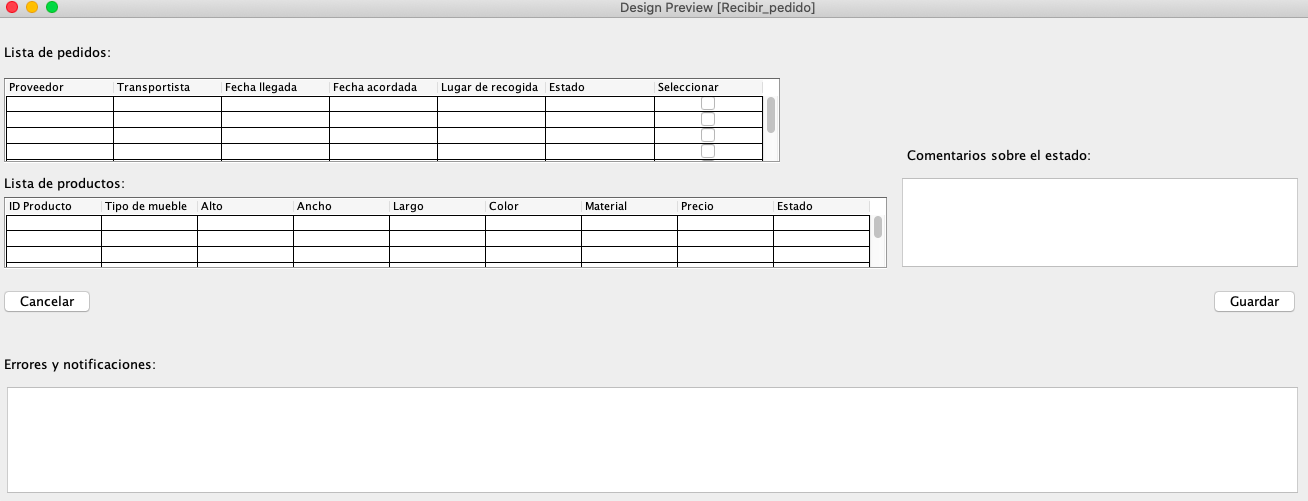 Design Preview [Recibir_pedido]
Lista de pedidos:
Proveedor Transportista Fecha llegada Fecha acordada Lugar de recogida Estado Seleccionar
Comentarios sobre el estado:
Lista de productos:
ID Producto Tipo de mueble Alto Ancho Largo Color Material Precio Estado
Cancelar Guardar
Errores y notificaciones: